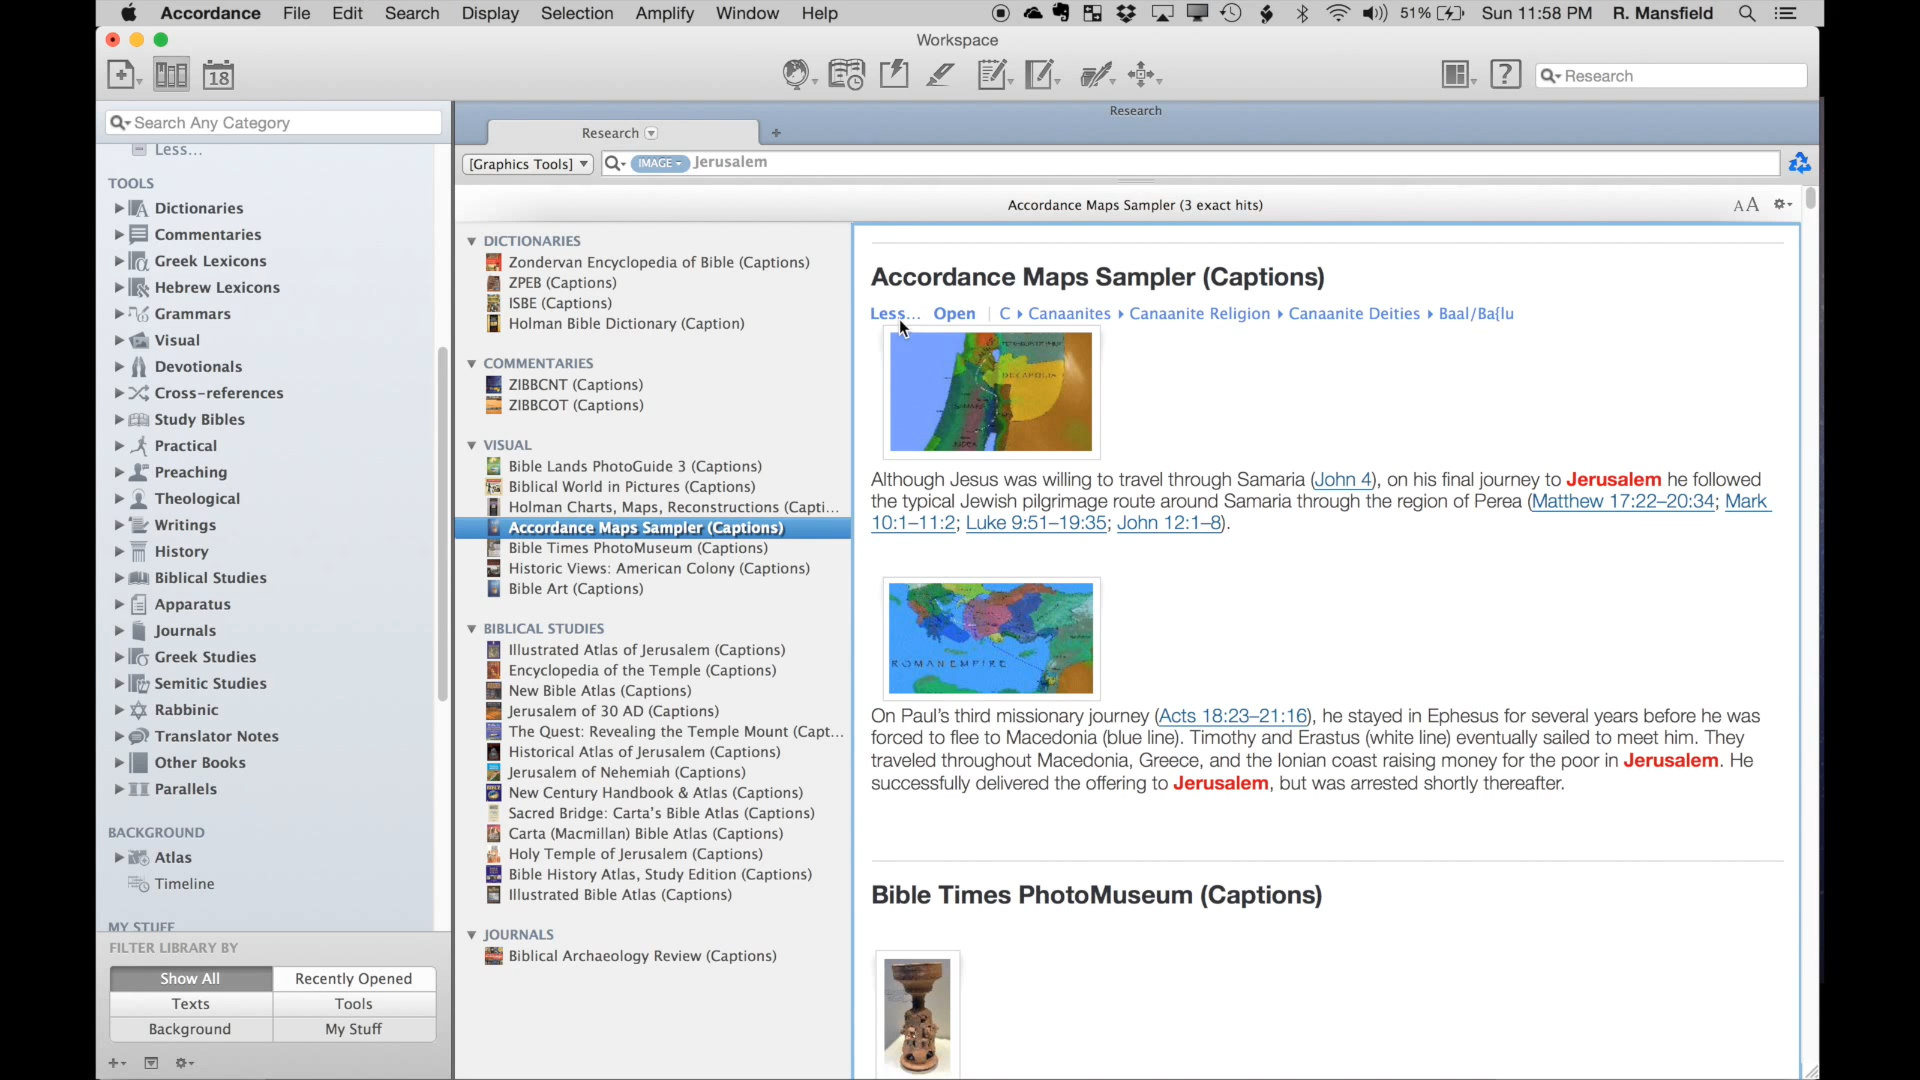 Accordance File Edit Search Display Selection Amplify Window Help 51% Sun 11:58 PM R. Mansfield
Workspace
18
Research
Search Any Category
Less...
TOOLS
Dictionaries
Commentaries
Greek Lexicons
Hebrew Lexicons
Grammars
Visual
Devotionals
Cross-references
Study Bibles
Practical
Preaching
Theological
Writings
History
Biblical Studies
Apparatus
Journals
Greek Studies
Semitic Studies
Rabbinic
Translator Notes
Other Books
Parallels
BACKGROUND
Atlas
Timeline
MY STUFF
FILTER LIBRARY BY
Show All Recently Opened
Texts Tools
Background My Stuff
Research
Research
[Graphics Tools] IMAGE Jerusalem
Accordance Maps Sampler (3 exact hits)
AA
DICTIONARIES
Zondervan Encyclopedia of Bible (Captions)
ZPEB (Captions)
ISBE (Captions)
Holman Bible Dictionary (Caption)
COMMENTARIES
ZIBBCNT (Captions)
ZIBBCOT (Captions)
VISUAL
Bible Lands PhotoGuide 3 (Captions)
Biblical World in Pictures (Captions)
Holman Charts, Maps, Reconstructions (Capti...
Accordance Maps Sampler (Captions)
Bible Times PhotoMuseum (Captions)
Historic Views: American Colony (Captions)
Bible Art (Captions)
BIBLICAL STUDIES
Illustrated Atlas of Jerusalem (Captions)
Encyclopedia of the Temple (Captions)
New Bible Atlas (Captions)
Jerusalem of 30 AD (Captions)
The Quest: Revealing the Temple Mount (Capt...
Historical Atlas of Jerusalem (Captions)
Jerusalem of Nehemiah (Captions)
New Century Handbook & Atlas (Captions)
Sacred Bridge: Carta's Bible Atlas (Captions)
Carta (Macmillan) Bible Atlas (Captions)
Holy Temple of Jerusalem (Captions)
Bible History Atlas, Study Edition (Captions)
Illustrated Bible Atlas (Captions)
JOURNALS
Biblical Archaeology Review (Captions)
Accordance Maps Sampler (Captions)
Less... Open C Canaanites Canaanite Religion Canaanite Deities Baal/Ba{lu
DECAPOLIS
SAMARIA
JUDEA
Although Jesus was willing to travel through Samaria (John 4), on his final journey to Jerusalem he followed
the typical Jewish pilgrimage route around Samaria through the region of Perea (Matthew 17:22–20:34; Mark
10:1–11:2; Luke 9:51–19:35; John 12:1–8).
ROMAN EMPIRE
On Paul's third missionary journey (Acts 18:23–21:16), he stayed in Ephesus for several years before he was
forced to flee to Macedonia (blue line). Timothy and Erastus (white line) eventually sailed to meet him. They
traveled throughout Macedonia, Greece, and the Ionian coast raising money for the poor in Jerusalem. He
successfully delivered the offering to Jerusalem, but was arrested shortly thereafter.
Bible Times PhotoMuseum (Captions)